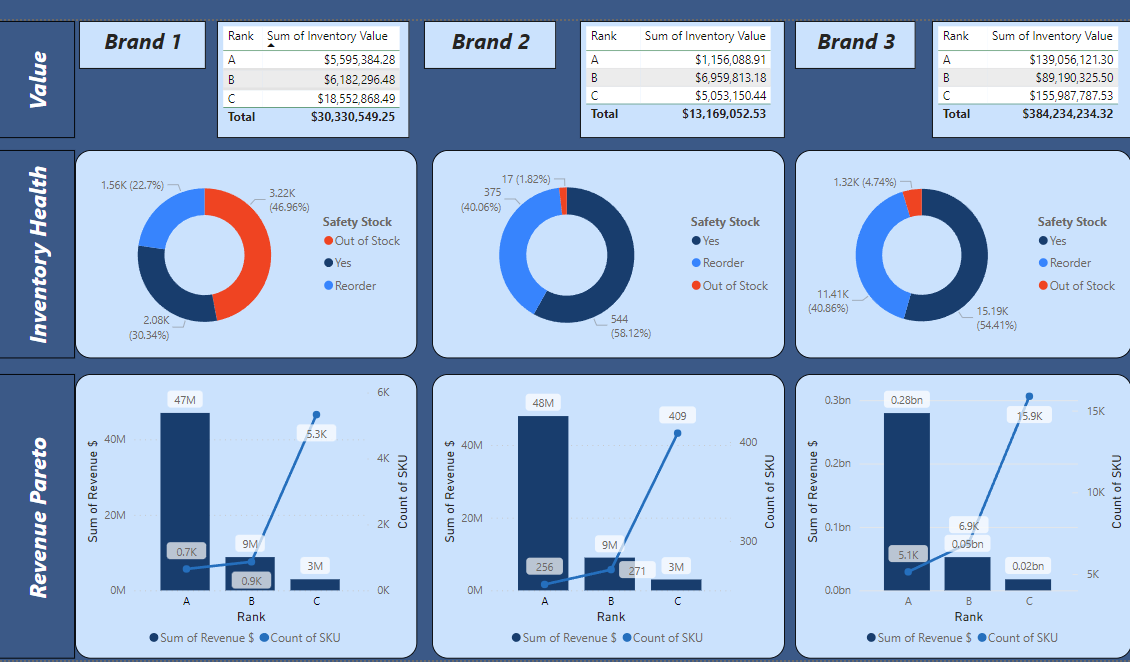 Value
Brand 1
Rank Sum of Inventory Value
A $5,595,384.28
B $6,182,296.48
C $18,552,868.49
Total $30,330,549.25
Brand 2
Rank Sum of Inventory Value
A $1,156,088.91
B $6,959,813.18
C $5,053,150.44
Total $13,169,052.53
Brand 3
Rank Sum of Inventory Value
A $139,056,121.30
B $89,190,325.50
C $155,987,787.53
Total $384,234,234.32
Inventory Health
1.56K (22.7%)
3.22K
(46.96%)
2.08K
(30.34%)
Safety Stock
Out of Stock
Yes
Reorder
17 (1.82%)
375
(40.06%)
544
(58.12%)
Safety Stock
Yes
Reorder
Out of Stock
1.32K (4.74%)
11.41K
(40.86%)
15.19K
(54.41%)
Safety Stock
Yes
Reorder
Out of Stock
Revenue Pareto
Sum of Revenue $
40M
20M
0M
47M
9M
3M
0.7K
0.9K
5.3K
6K
4K
2K
0K
Count of SKU
A B C
Rank
Sum of Revenue $ Count of SKU
Sum of Revenue $
40M
20M
0M
48M
9M
3M
256
271
409
400
300
Count of SKU
A B C
Rank
Sum of Revenue $ Count of SKU
Sum of Revenue $
0.3bn
0.2bn
0.1bn
0.0bn
0.28bn
0.05bn
0.02bn
5.1K
6.9K
15.9K
15K
10K
5K
Count of SKU
A B C
Rank
Sum of Revenue $ Count of SKU